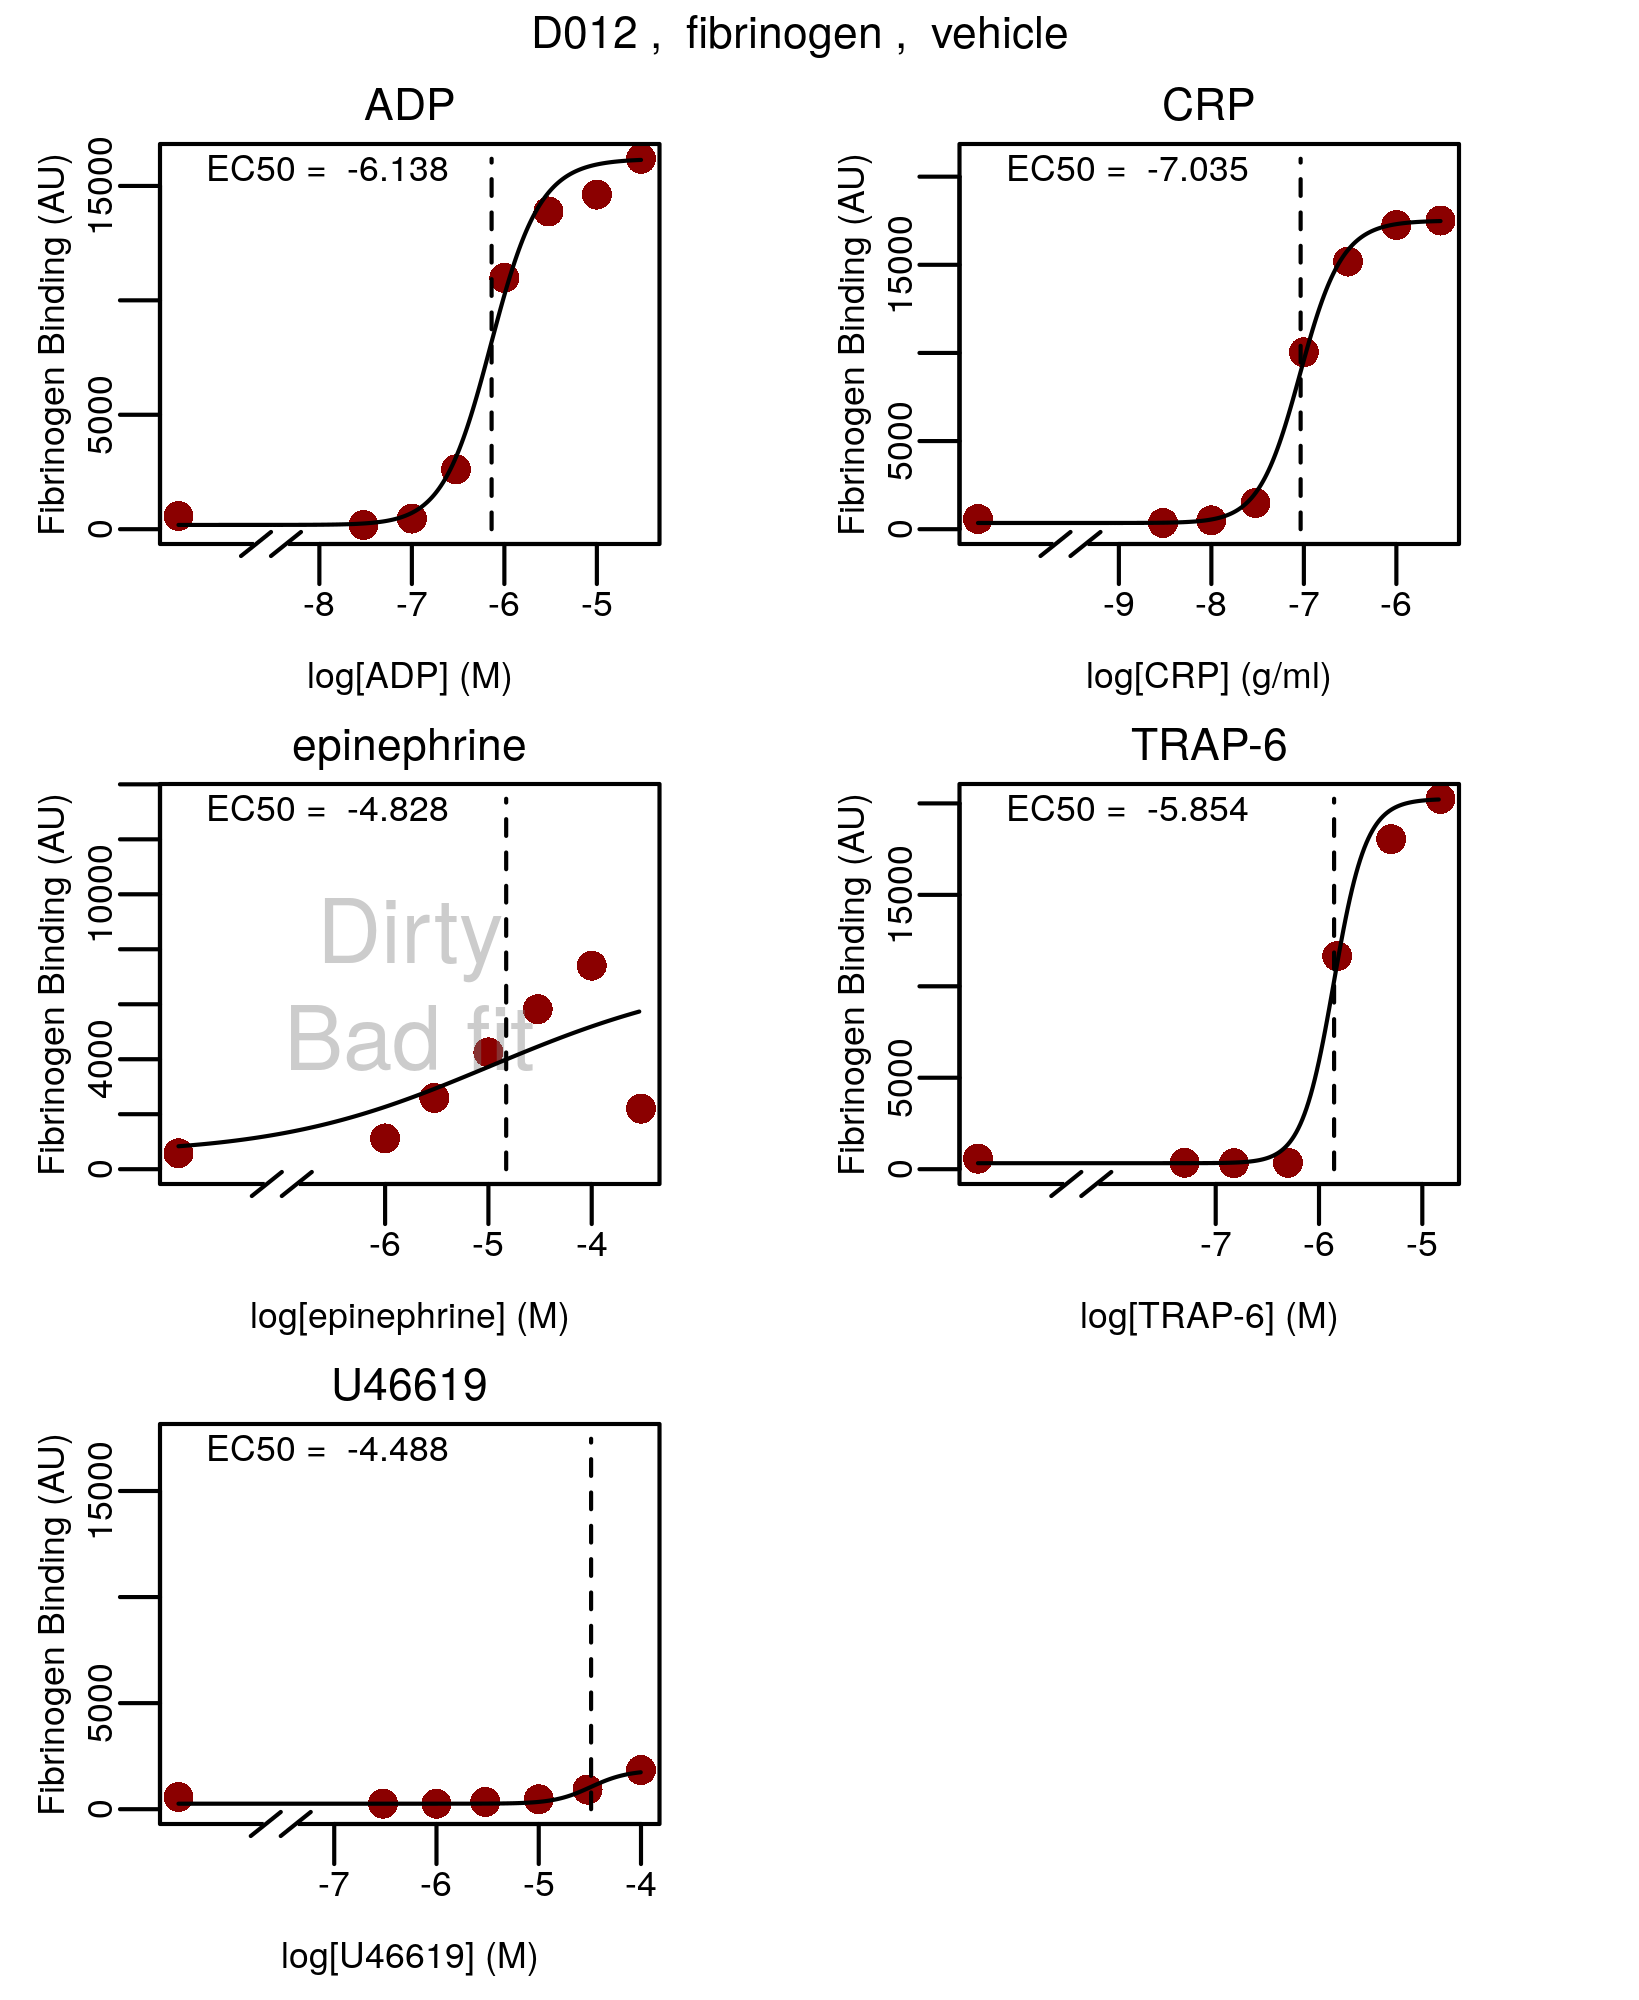 D012 ,  fibrinogen ,  vehicle
ADP
EC50 =  -6.138
Fibrinogen Binding (AU)
0 5000 15000
-8 -7 -6 -5
log[ADP] (M)
CRP
EC50 =  -7.035
Fibrinogen Binding (AU)
0 5000 15000
-9 -8 -7 -6
log[CRP] (g/ml)
epinephrine
EC50 =  -4.828
Dirty
Bad fit
Fibrinogen Binding (AU)
0 4000 10000
-6 -5 -4
log[epinephrine] (M)
TRAP-6
EC50 =  -5.854
Fibrinogen Binding (AU)
0 5000 15000
-7 -6 -5
log[TRAP-6] (M)
U46619
EC50 =  -4.488
Fibrinogen Binding (AU)
0 5000 15000
-7 -6 -5 -4
log[U46619] (M)